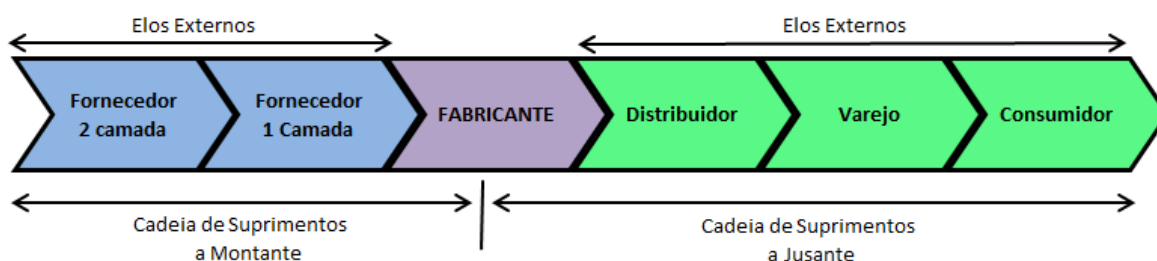 Elos Externos
Elos Externos
Fornecedor
2 camada
Fornecedor
1 Camada
FABRICANTE
Distribuidor
Varejo
Consumidor
Cadeia de Suprimentos
a Montante
Cadeia de Suprimentos
a Jusante